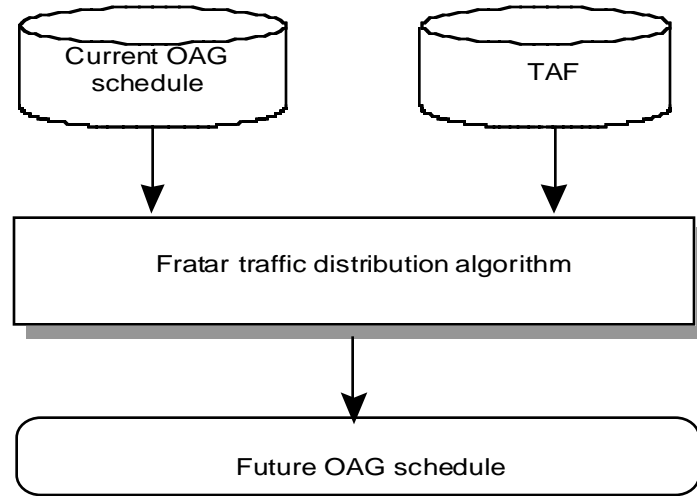 Current OAG
schedule
TAF
Fratar traffic distribution algorithm
Future OAG schedule